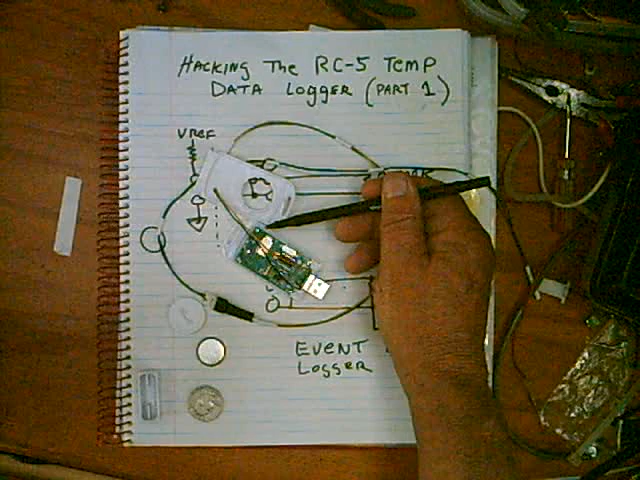 HACKING THE RC-5 TEMP
DATA LOGGER (PART 1)
VREF
EVENT
LOGGER